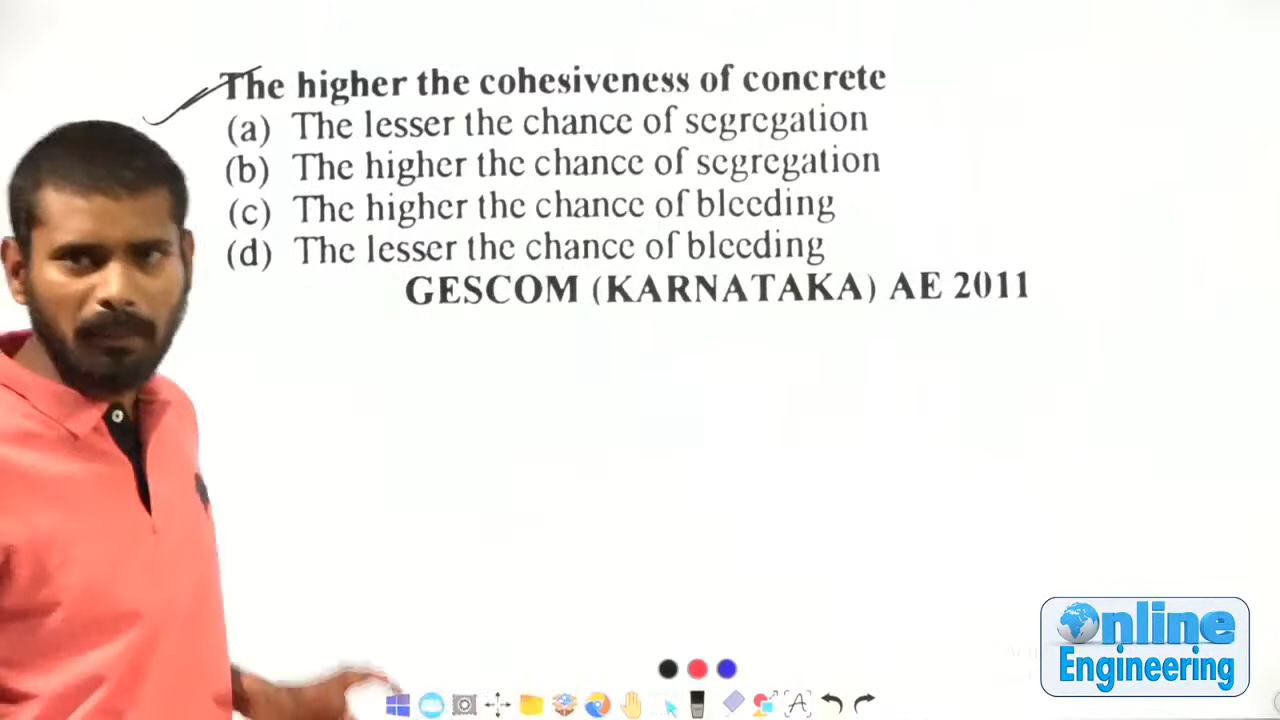 The higher the cohesiveness of concrete
(a) The lesser the chance of segregation
(b) The higher the chance of segregation
(c) The higher the chance of bleeding
(d) The lesser the chance of bleeding
GESCOM (KARNATAKA) AE 2011
Online
Engineering